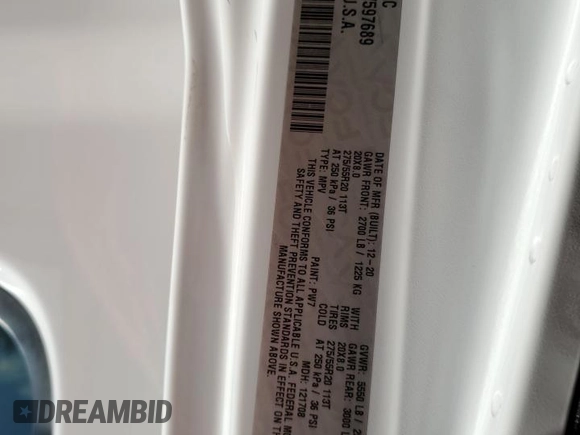 C
597689
U.S.A.
DATE OF MFR (BUILT): 12-20 GVWR: 5550 LB / 2
GAWR FRONT: 2700 LB / 1225 KG WITH GAWR REAR: 3000 L
20X8.0 RIMS 20X8.0
275/55R20 113T TIRES 275/55R20 113T
AT 250 kPa / 36 PSI COLD AT 250 kPa / 36 PSI
TYPE: MPV PAINT: PW7 MDH: 121708
THIS VEHICLE CONFORMS TO ALL APPLICABLE U.S.A. FEDERAL M
SAFETY AND THEFT PREVENTION STANDARDS IN EFFECT ON THE
MANUFACTURE SHOWN ABOVE.
DREAMBID